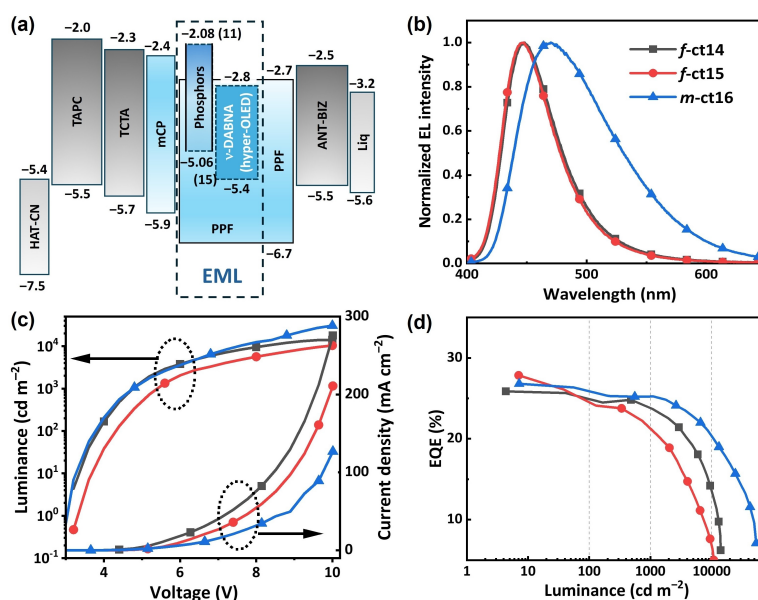 (a)
−2.0
TAPC
−5.5
−2.3
TCTA
−5.7
−2.4
mCP
−5.9
−5.4
HAT-CN
−7.5
−2.08 (11)
Phosphors
−5.06
(15)
−2.8
ν-DABNA
(hyper-OLED)
−5.4
−2.7
PPF
PPF
−6.7
EML
−2.5
ANT-BIZ
−5.5
−3.2
Liq
−5.6
(b)
Normalized EL intensity
1.0
0.8
0.6
0.4
0.2
0.0
400
500
600
Wavelength (nm)
f-ct14
f-ct15
m-ct16
(c)
Luminance (cd m−2)
10^4
10^3
10^2
10^1
10^0
10^-1
4
6
8
10
Voltage (V)
300
200
100
0
Current density (mA cm−2)
(d)
EQE (%)
30
20
10
1
10
100
1000
10000
Luminance (cd m−2)